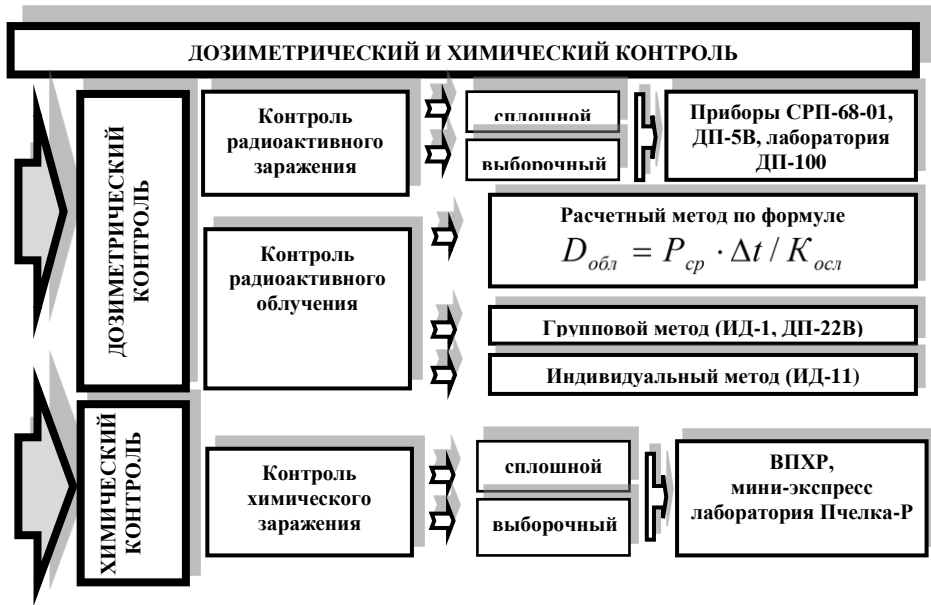 ДОЗИМЕТРИЧЕСКИЙ И ХИМИЧЕСКИЙ КОНТРОЛЬ
ДОЗИМЕТРИЧЕСКИЙ
КОНТРОЛЬ
Контроль
радиоактивного
заражения
сплошной
выборочный
Приборы СРП-68-01,
ДП-5В, лаборатория
ДП-100
Контроль
радиоактивного
облучения
Расчетный метод по формуле
D_обл = P_ср · Δt / K_осл
Групповой метод (ИД-1, ДП-22В)
Индивидуальный метод (ИД-11)
ХИМИЧЕСКИЙ
КОНТРОЛЬ
Контроль
химического
заражения
сплошной
выборочный
ВПХР,
мини-экспресс
лаборатория Пчелка-Р